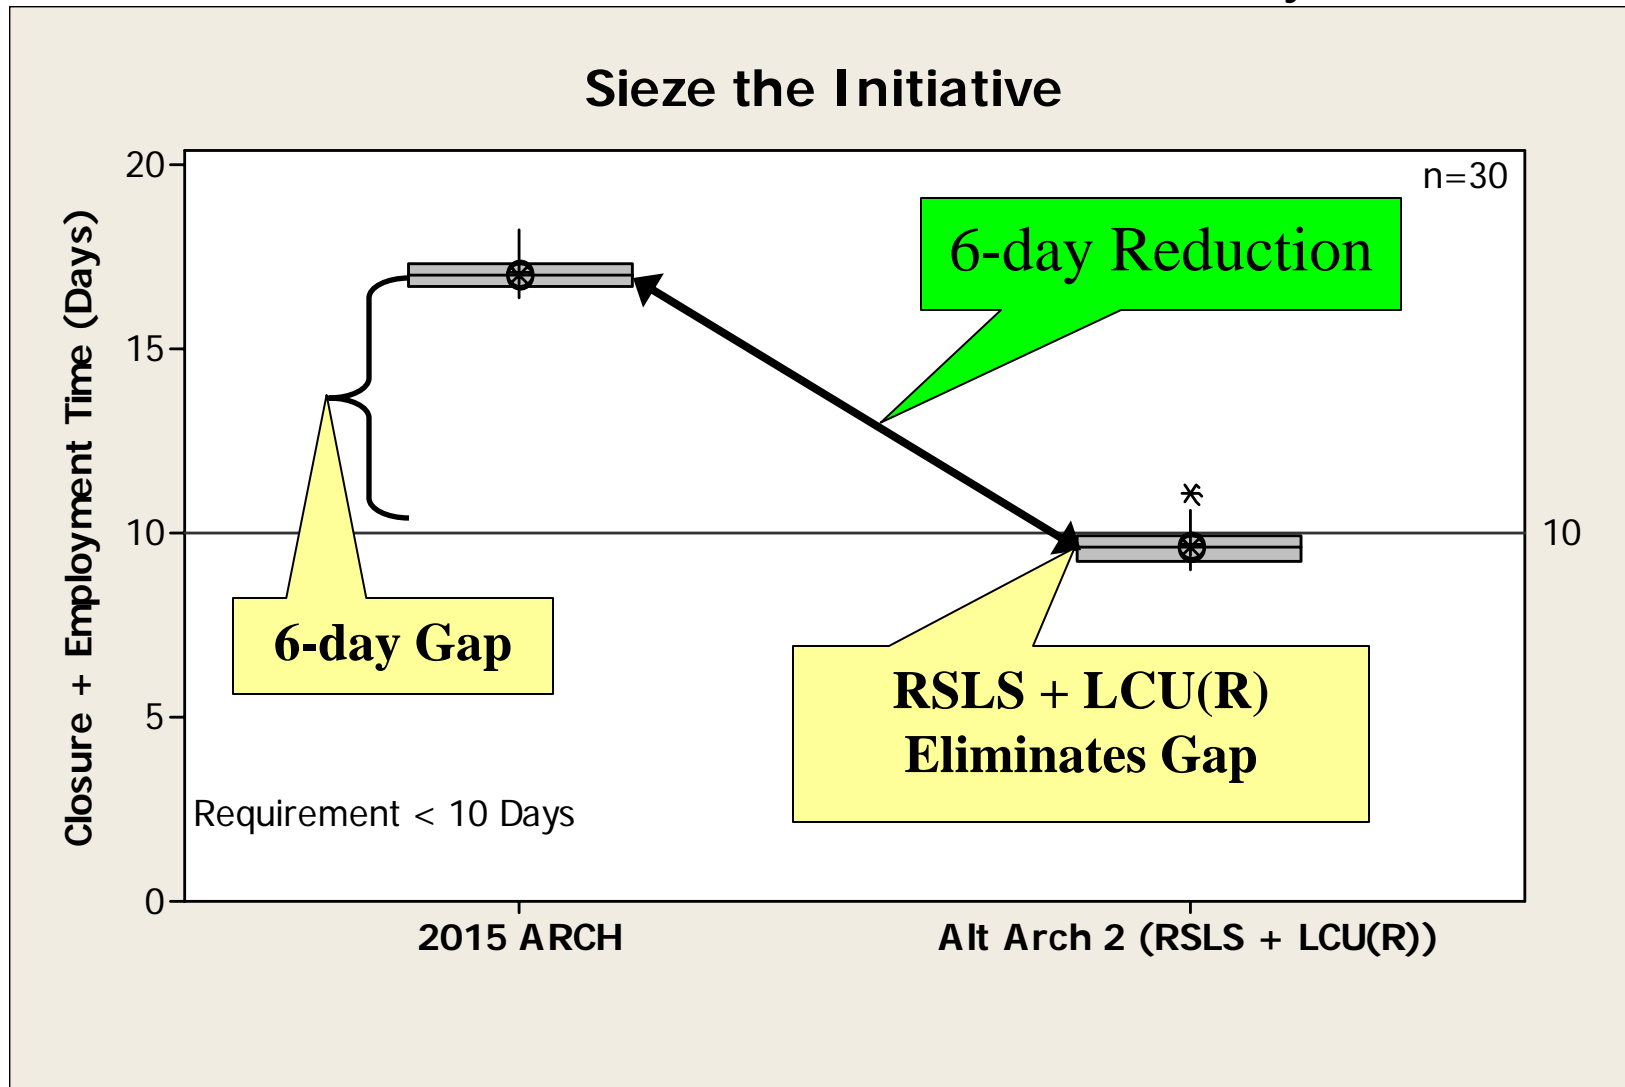 Sieze the Initiative
n=30
6-day Reduction
Closure + Employment Time (Days)
20
15
10
5
0
10
6-day Gap
RSLS + LCU(R)
Eliminates Gap
Requirement < 10 Days
2015 ARCH
Alt Arch 2 (RSLS + LCU(R))